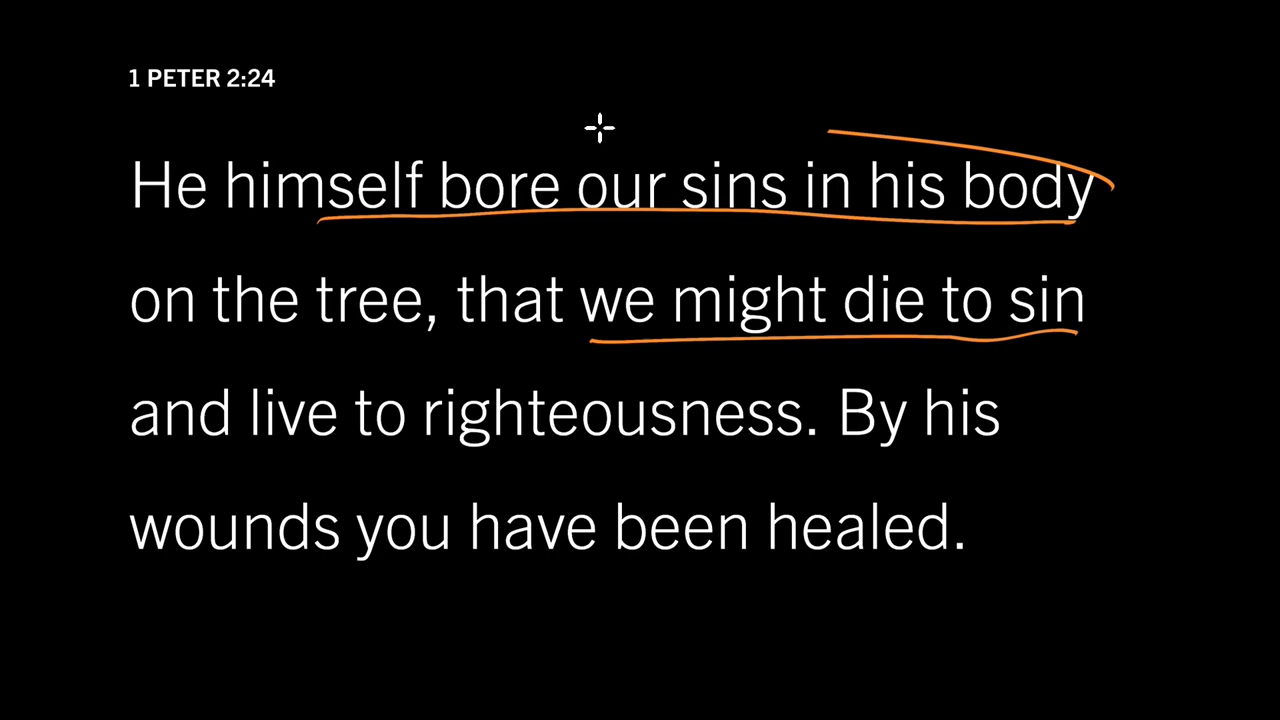 1 PETER 2:24
He himself bore our sins in his body
on the tree, that we might die to sin
and live to righteousness. By his
wounds you have been healed.